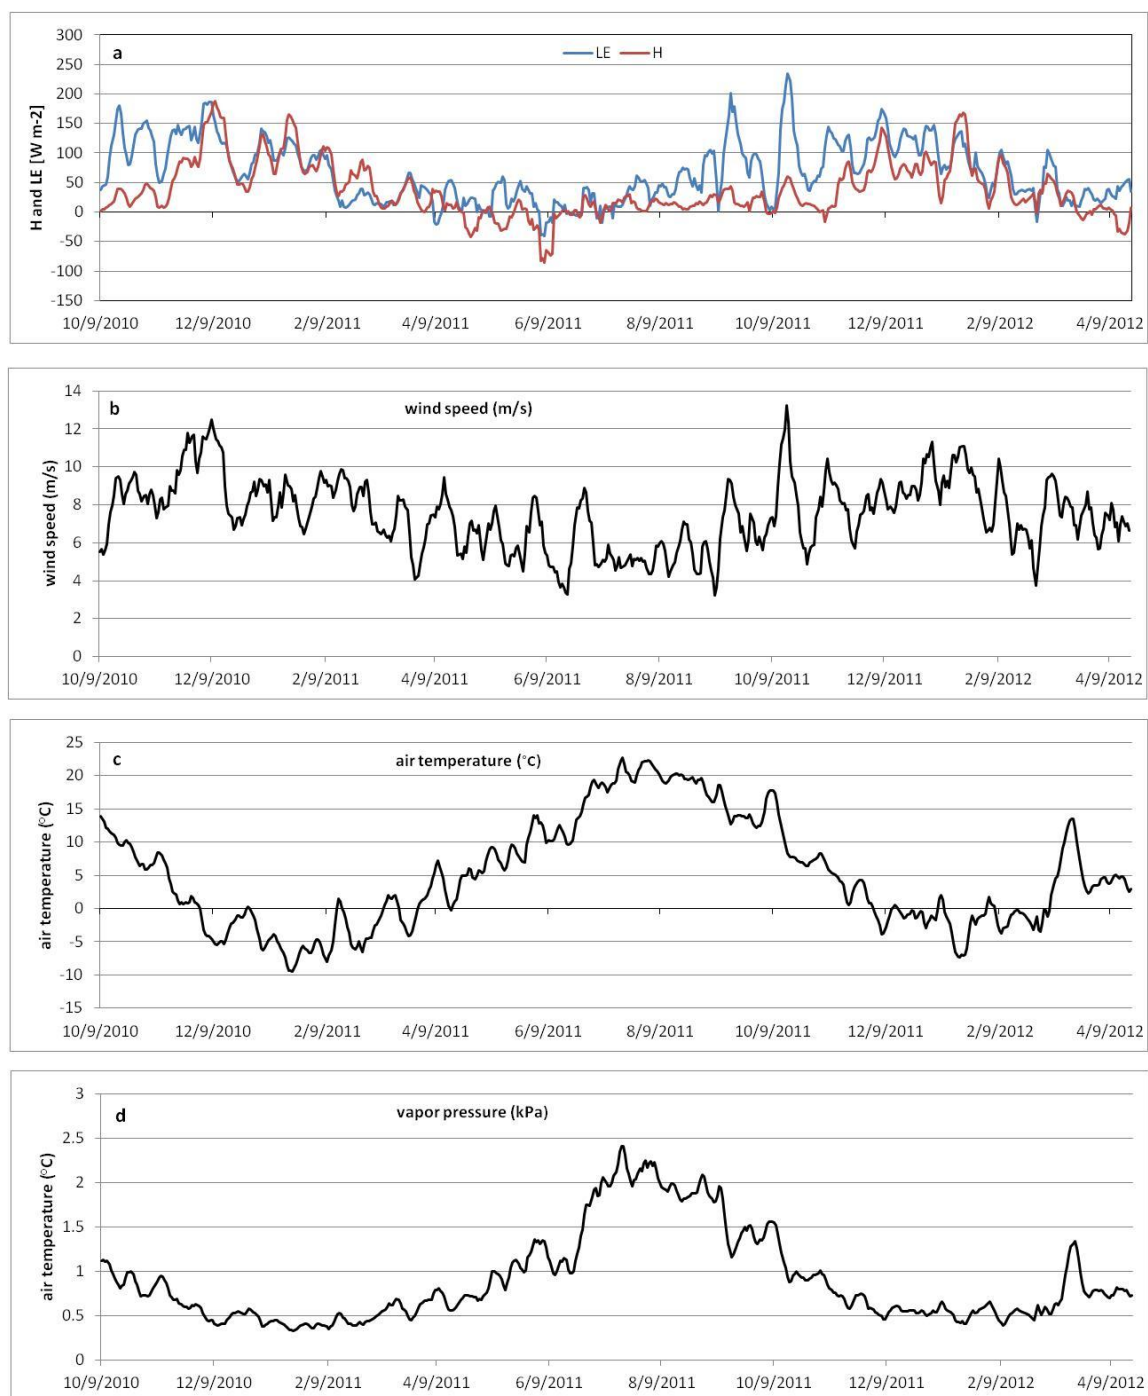 a
LE H
H and LE [W m-2]
300
250
200
150
100
50
0
-50
-100
-150
10/9/2010 12/9/2010 2/9/2011 4/9/2011 6/9/2011 8/9/2011 10/9/2011 12/9/2011 2/9/2012 4/9/2012
b wind speed (m/s)
wind speed (m/s)
14
12
10
8
6
4
2
0
10/9/2010 12/9/2010 2/9/2011 4/9/2011 6/9/2011 8/9/2011 10/9/2011 12/9/2011 2/9/2012 4/9/2012
c air temperature (°C)
air temperature (°C)
25
20
15
10
5
0
-5
-10
-15
10/9/2010 12/9/2010 2/9/2011 4/9/2011 6/9/2011 8/9/2011 10/9/2011 12/9/2011 2/9/2012 4/9/2012
d vapor pressure (kPa)
air temperature (°C)
3
2.5
2
1.5
1
0.5
0
10/9/2010 12/9/2010 2/9/2011 4/9/2011 6/9/2011 8/9/2011 10/9/2011 12/9/2011 2/9/2012 4/9/2012